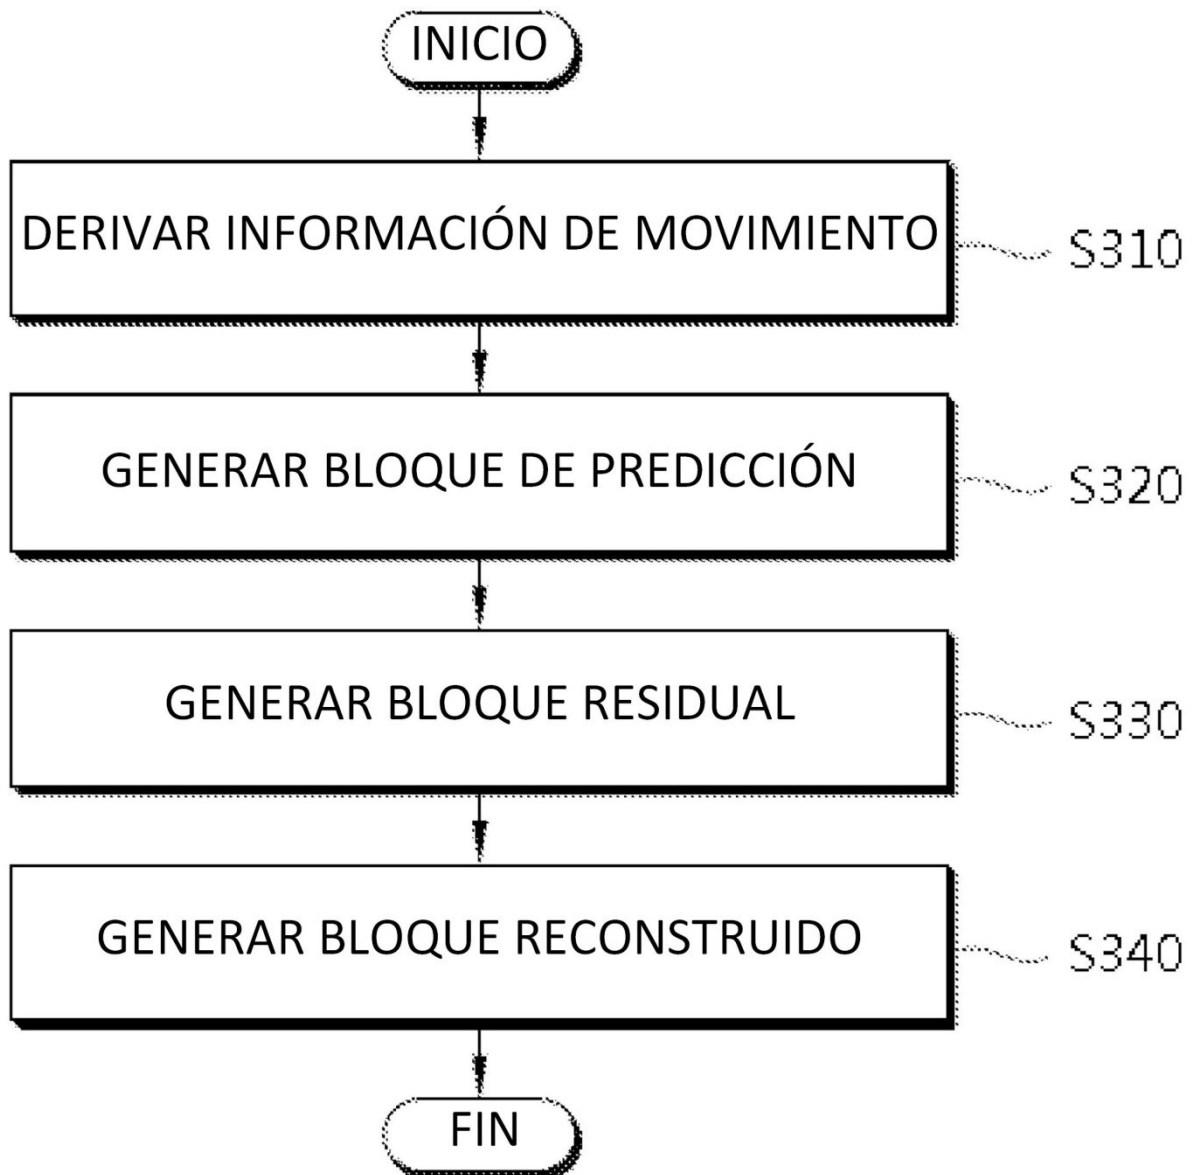 INICIO
DERIVAR INFORMACIÓN DE MOVIMIENTO
S310
GENERAR BLOQUE DE PREDICCIÓN
S320
GENERAR BLOQUE RESIDUAL
S330
GENERAR BLOQUE RECONSTRUIDO
S340
FIN